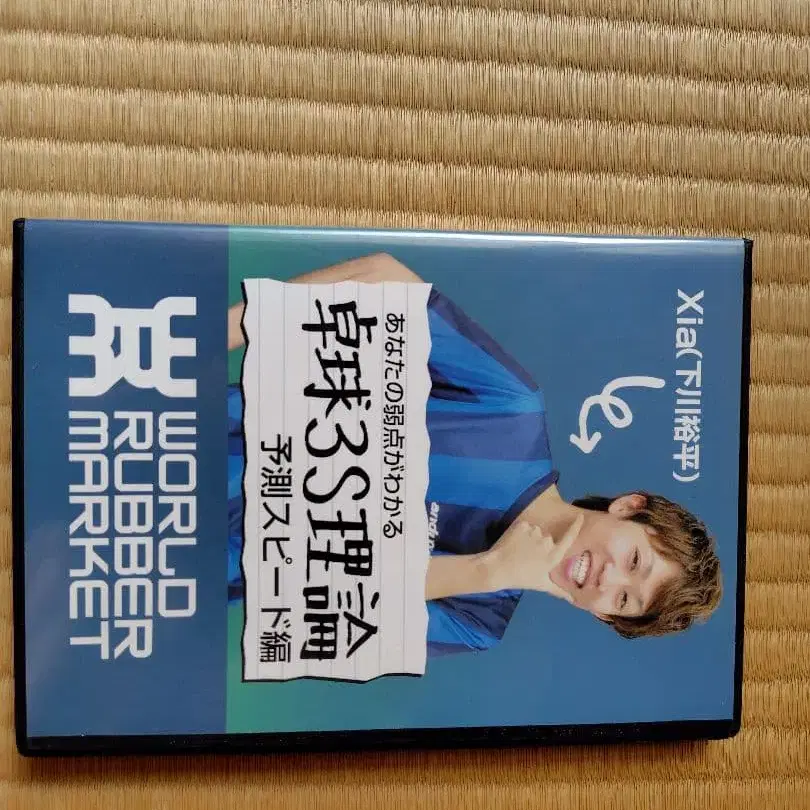 Xia(下川裕平)
あなたの弱点がわかる
卓球3S理論
予測スピード編
WORLD
RUBBER
MARKET